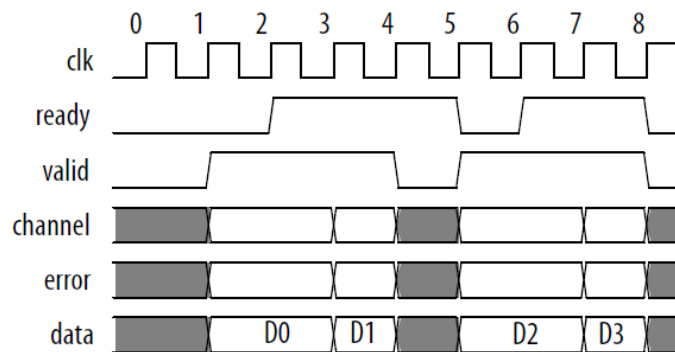 0 1 2 3 4 5 6 7 8
clk
ready
valid
channel
error
data D0 D1 D2 D3